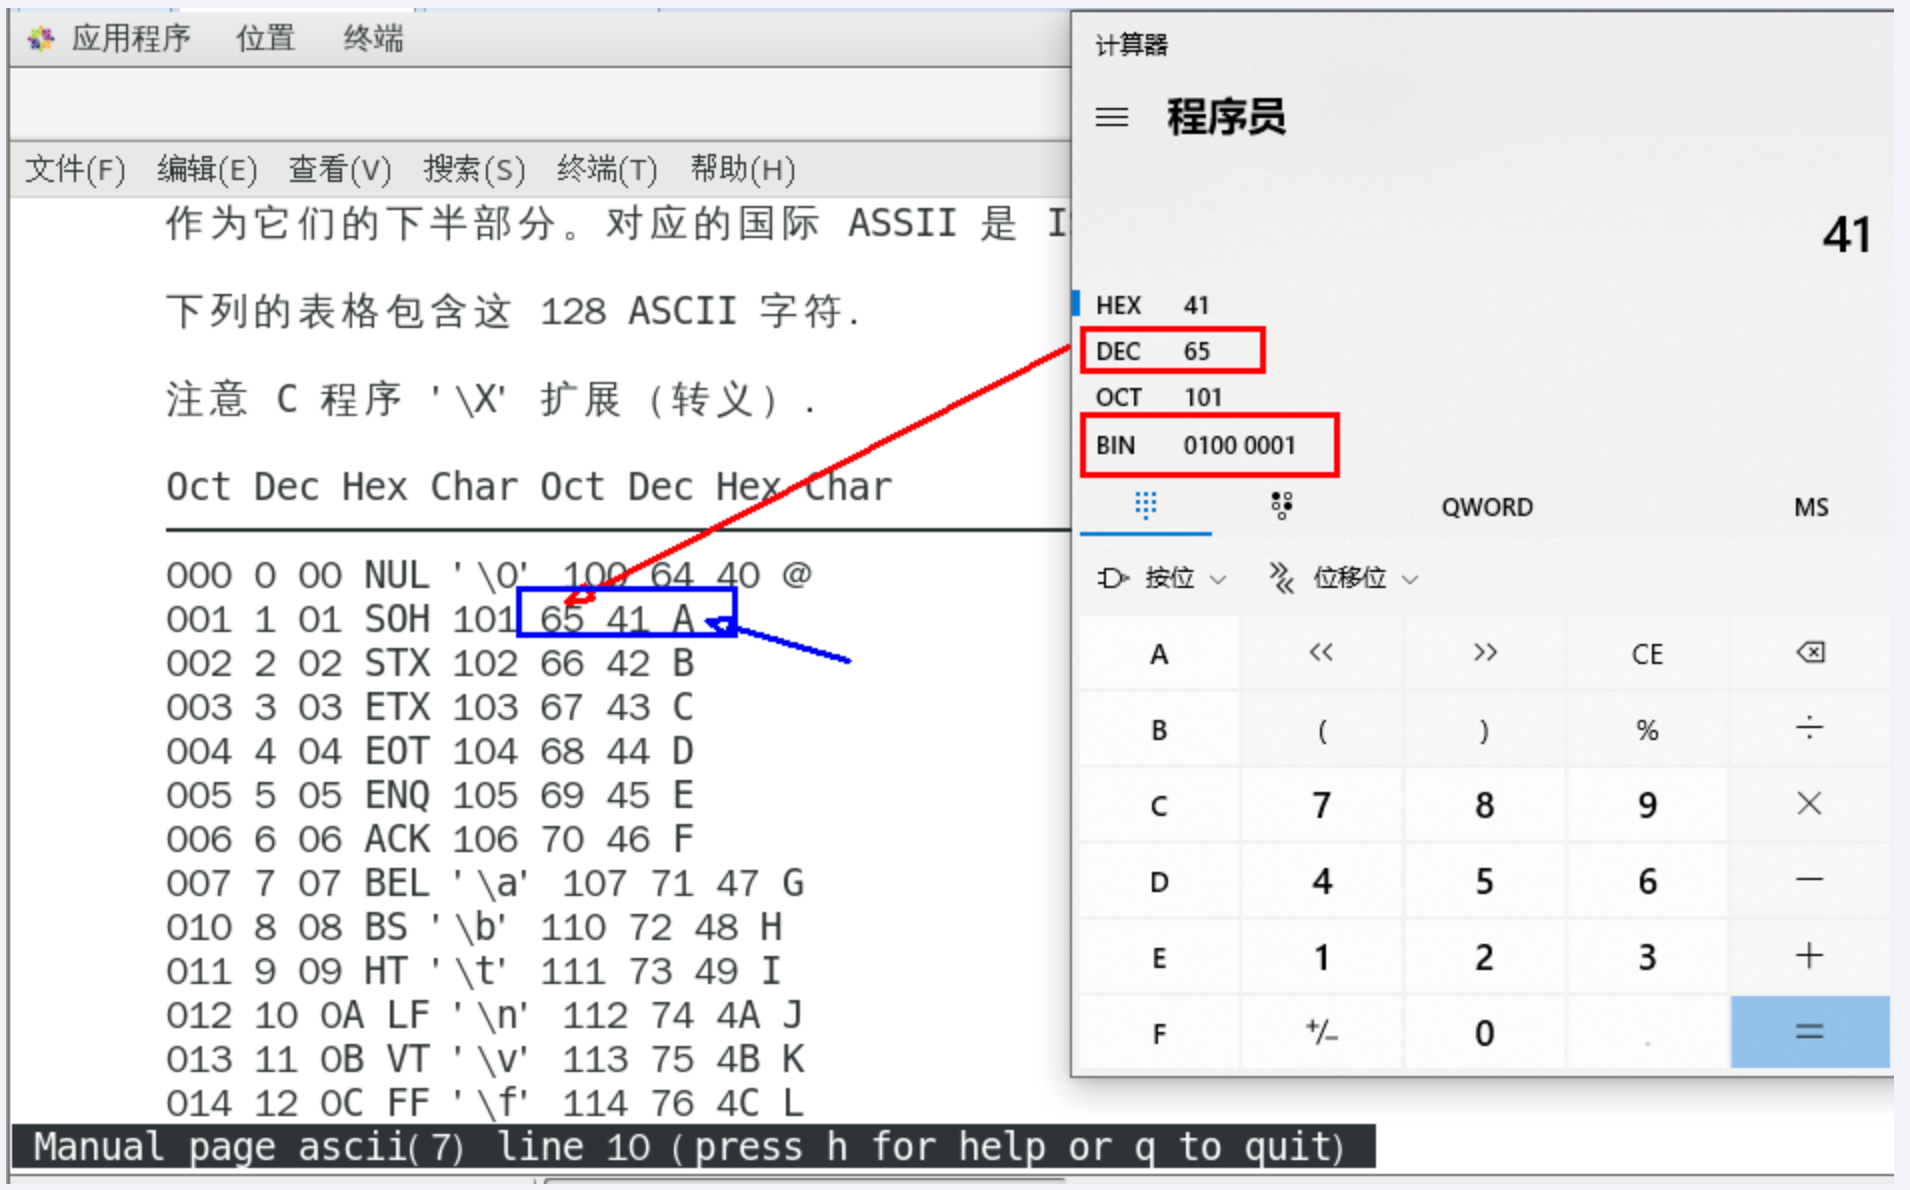 应用程序 位置 终端
文件(F) 编辑(E) 查看(V) 搜索(S) 终端(T) 帮助(H)
作为它们的下半部分。对应的国际 ASSII 是 IS
下列的表格包含这 128 ASCII 字符.
注意 C 程序 '\X' 扩展（转义）.
Oct Dec Hex Char Oct Dec Hex Char
000 0 00 NUL '\0' 100 64 40 @
001 1 01 SOH 101 65 41 A
002 2 02 STX 102 66 42 B
003 3 03 ETX 103 67 43 C
004 4 04 EOT 104 68 44 D
005 5 05 ENQ 105 69 45 E
006 6 06 ACK 106 70 46 F
007 7 07 BEL '\a' 107 71 47 G
010 8 08 BS '\b' 110 72 48 H
011 9 09 HT '\t' 111 73 49 I
012 10 0A LF '\n' 112 74 4A J
013 11 0B VT '\v' 113 75 4B K
014 12 0C FF '\f' 114 76 4C L
Manual page ascii(7) line 10 (press h for help or q to quit)
计算器
程序员
41
HEX 41
DEC 65
OCT 101
BIN 0100 0001
QWORD MS
按位 位移位
A << >> CE
B ( ) % ÷
C 7 8 9 ×
D 4 5 6 −
E 1 2 3 +
F +/− 0 . =